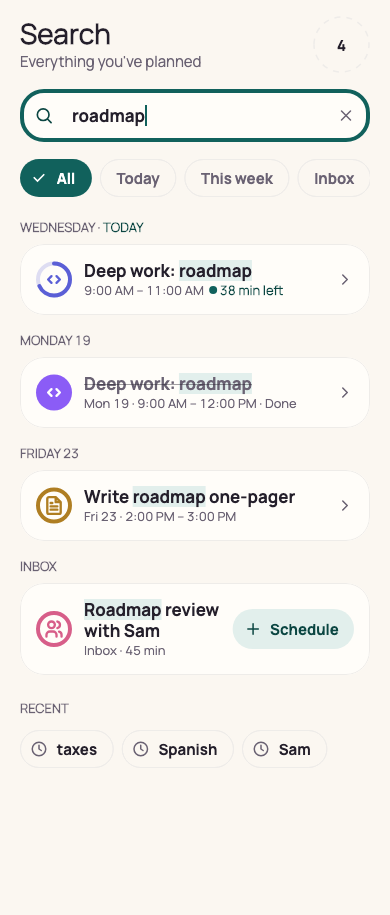 Search
Everything you've planned
4
roadmap
All
Today
This week
Inbox
WEDNESDAY · TODAY
Deep work: roadmap
9:00 AM – 11:00 AM 38 min left
MONDAY 19
Deep work: roadmap
Mon 19 · 9:00 AM – 12:00 PM · Done
FRIDAY 23
Write roadmap one-pager
Fri 23 · 2:00 PM – 3:00 PM
INBOX
Roadmap review
with Sam
Inbox · 45 min
Schedule
RECENT
taxes
Spanish
Sam